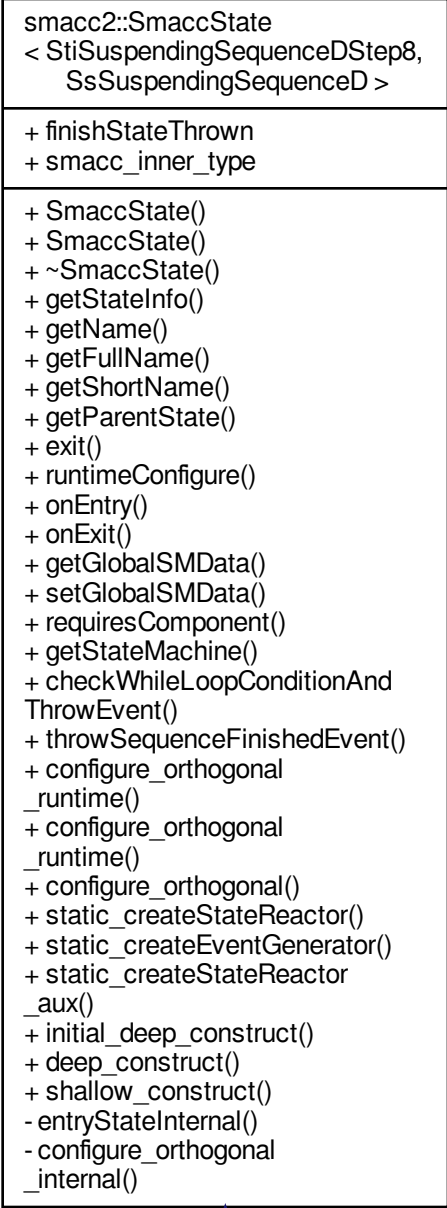 smacc2::SmaccState
< StiSuspendingSequenceDStep8,
SsSuspendingSequenceD >
+ finishStateThrown
+ smacc_inner_type
+ SmaccState()
+ SmaccState()
+ ~SmaccState()
+ getStateInfo()
+ getName()
+ getFullName()
+ getShortName()
+ getParentState()
+ exit()
+ runtimeConfigure()
+ onEntry()
+ onExit()
+ getGlobalSMData()
+ setGlobalSMData()
+ requiresComponent()
+ getStateMachine()
+ checkWhileLoopConditionAnd
ThrowEvent()
+ throwSequenceFinishedEvent()
+ configure_orthogonal
_runtime()
+ configure_orthogonal
_runtime()
+ configure_orthogonal()
+ static_createStateReactor()
+ static_createEventGenerator()
+ static_createStateReactor
_aux()
+ initial_deep_construct()
+ deep_construct()
+ shallow_construct()
- entryStateInternal()
- configure_orthogonal
_internal()